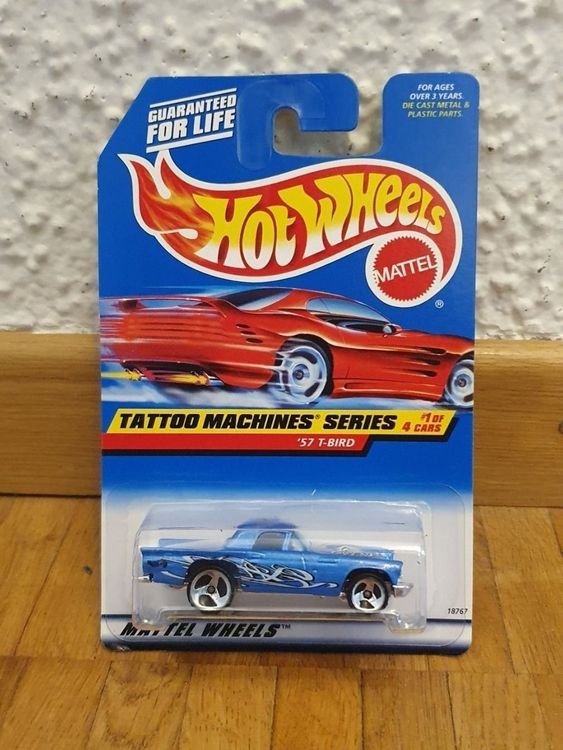 GUARANTEED
FOR LIFE
FOR AGES
OVER 3 YEARS.
DIE CAST METAL &
PLASTIC PARTS.
HOT WHEELS
MATTEL
®
TATTOO MACHINES® SERIES #1 OF
4 CARS
'57 T-BIRD
18767
MATTEL WHEELS™